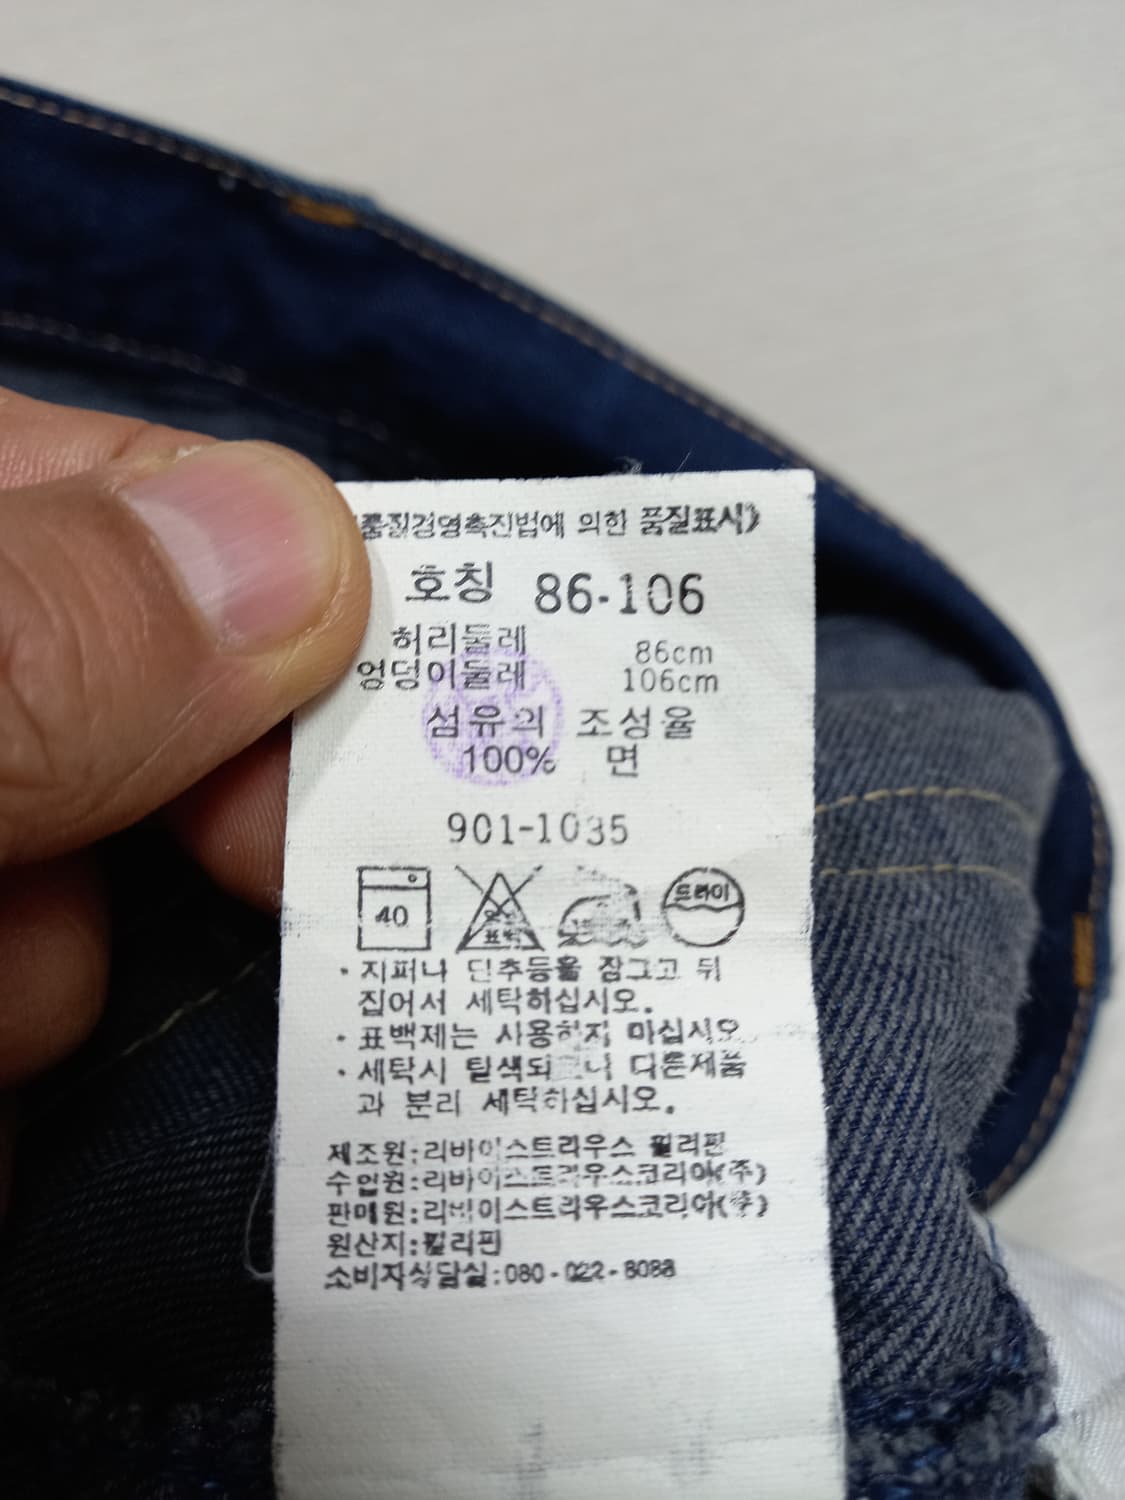 품질경영촉진법에 의한 품질표시》
호칭 86-106
허리둘레 86cm
엉덩이둘레 106cm
섬유의 조성율
100% 면
901-1035
40
표백
드라이
・지퍼나 단추등을 잠그고 뒤
집어서 세탁하십시오.
・표백제는 사용하지 마십시오.
・세탁시 탈색되 다른제품
과 분리 세탁하십시오.
제조원:리바이스트라우스 필리핀
수입원:리바이스트라우스코리아(주)
판매원:리바이스트라우스코리아(주)
원산지:필리핀
소비자상담실:080-022-8088